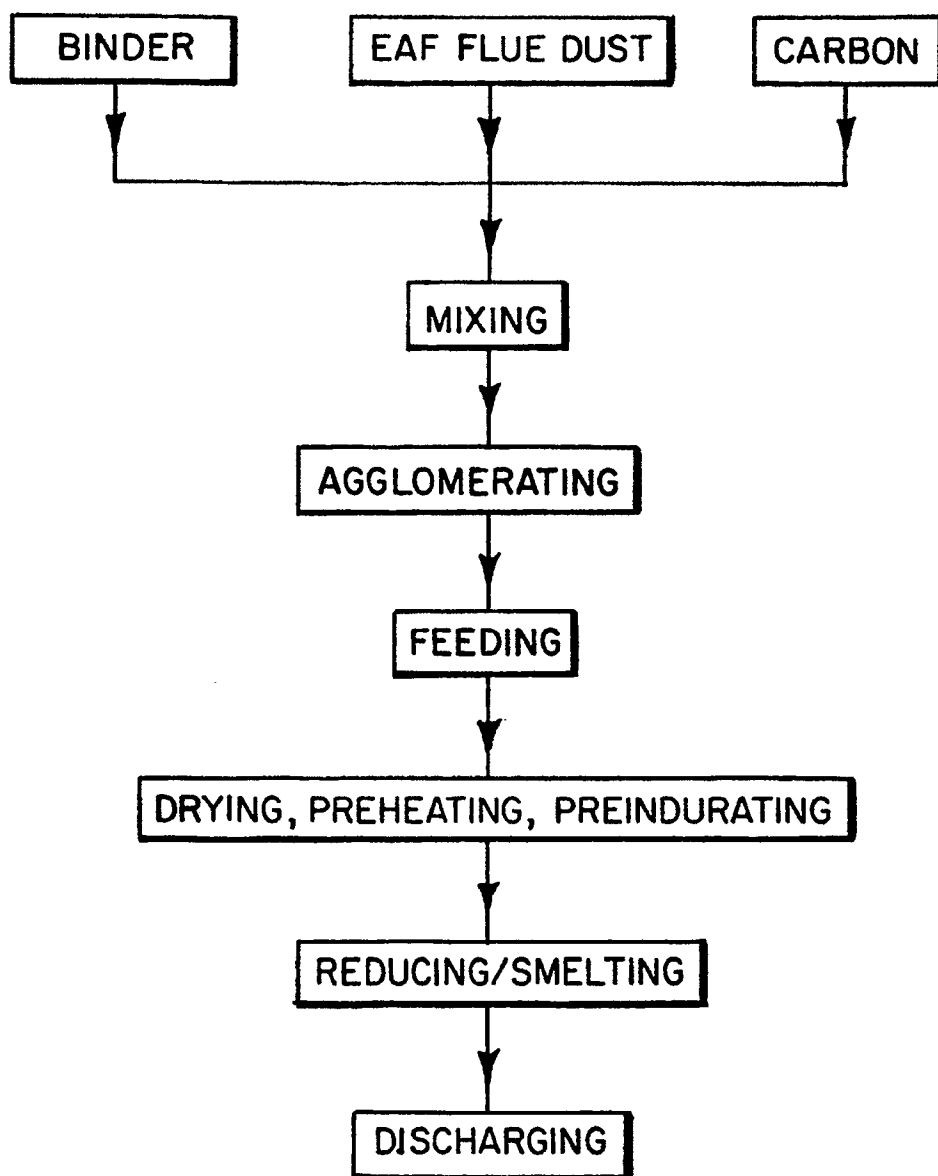 BINDER
EAF FLUE DUST
CARBON
MIXING
AGGLOMERATING
FEEDING
DRYING, PREHEATING, PREINDURATING
REDUCING/SMELTING
DISCHARGING